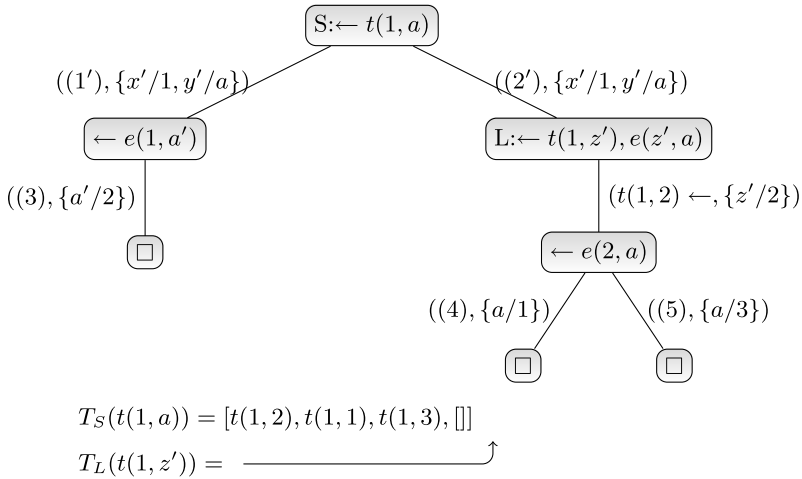 S:← t(1, a)
((1′), {x′/1, y′/a})
((2′), {x′/1, y′/a})
← e(1, a′)
L:← t(1, z′), e(z′, a)
((3), {a′/2})
(t(1, 2) ←, {z′/2})
□
← e(2, a)
((4), {a/1})
((5), {a/3})
□
□
T_S(t(1, a)) = [t(1, 2), t(1, 1), t(1, 3), []]
T_L(t(1, z′)) =